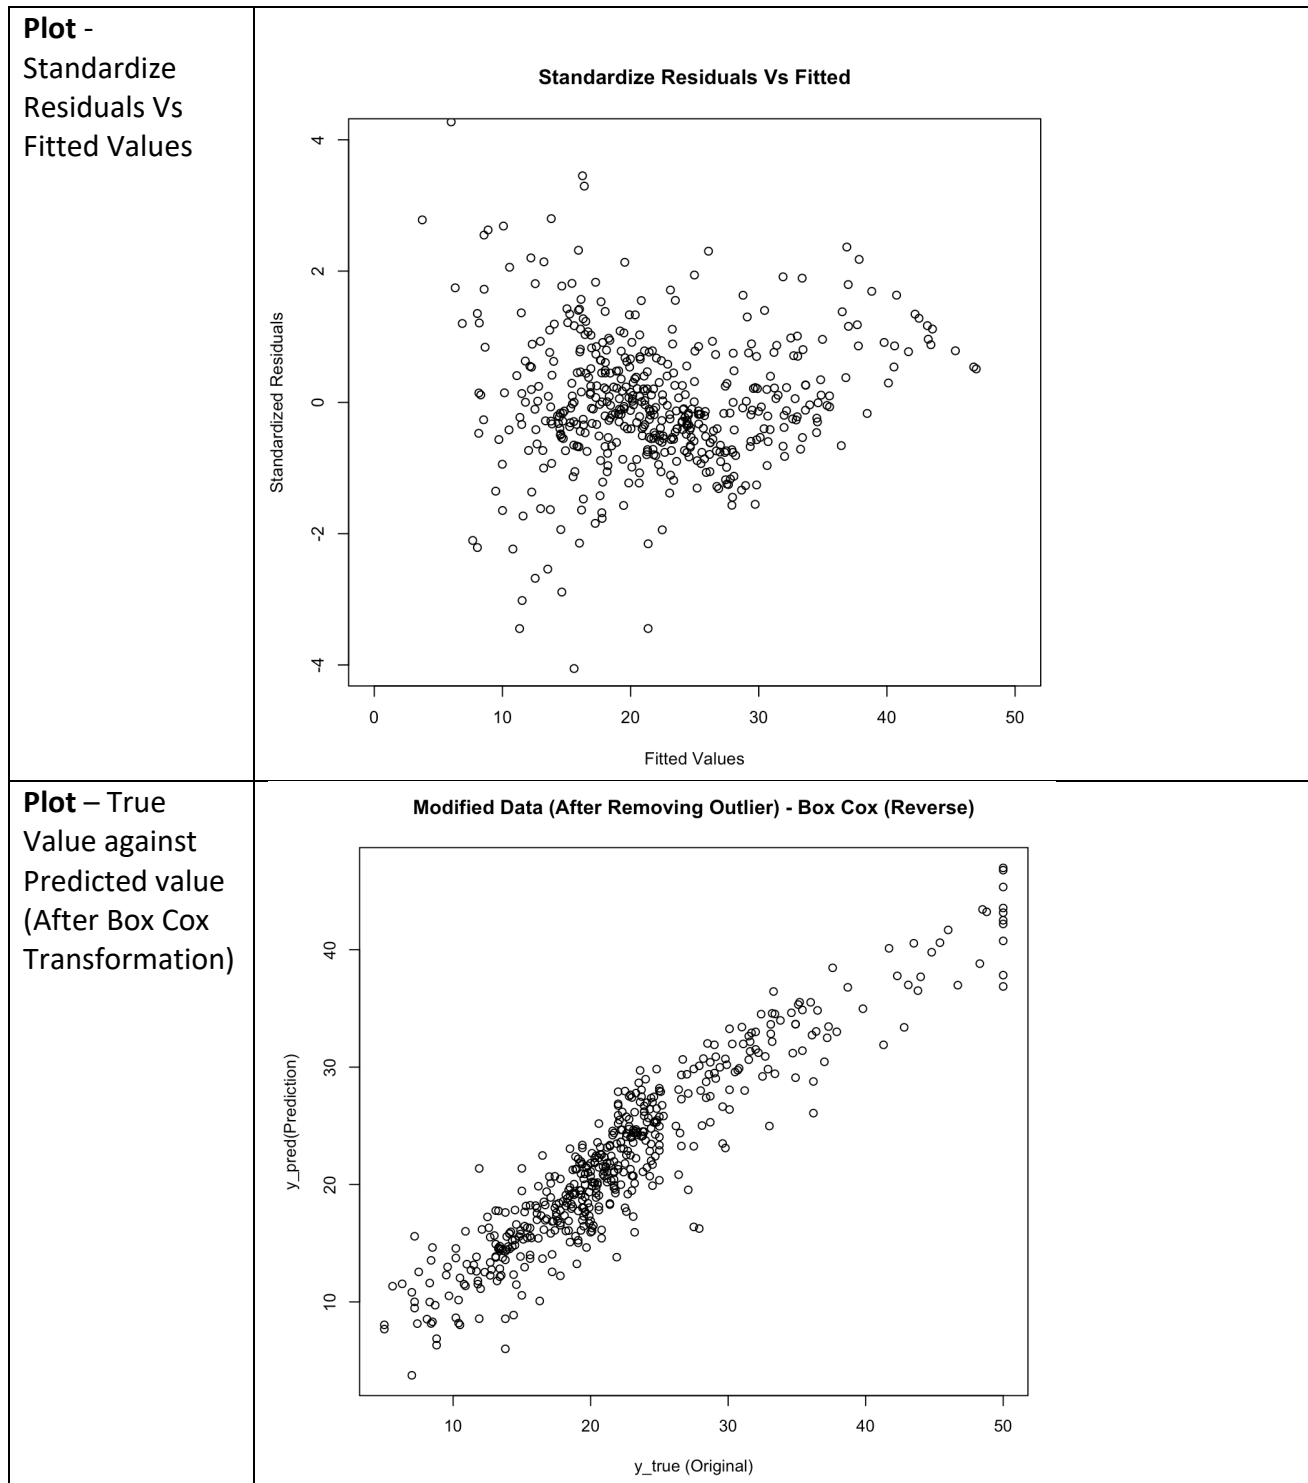 Plot -
Standardize
Residuals Vs
Fitted Values
Standardize Residuals Vs Fitted
Standardized Residuals
4
2
0
-2
-4
0 10 20 30 40 50
Fitted Values
Plot – True
Value against
Predicted value
(After Box Cox
Transformation)
Modified Data (After Removing Outlier) - Box Cox (Reverse)
y_pred(Prediction)
40
30
20
10
10 20 30 40 50
y_true (Original)